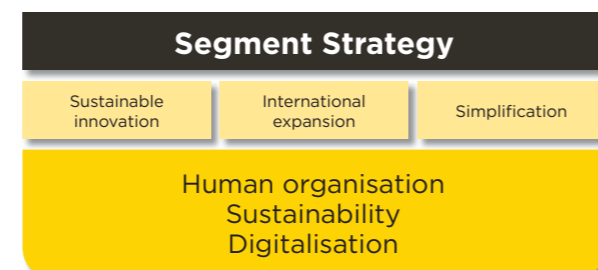 Segment Strategy
Sustainable
innovation
International
expansion
Simplification
Human organisation
Sustainability
Digitalisation